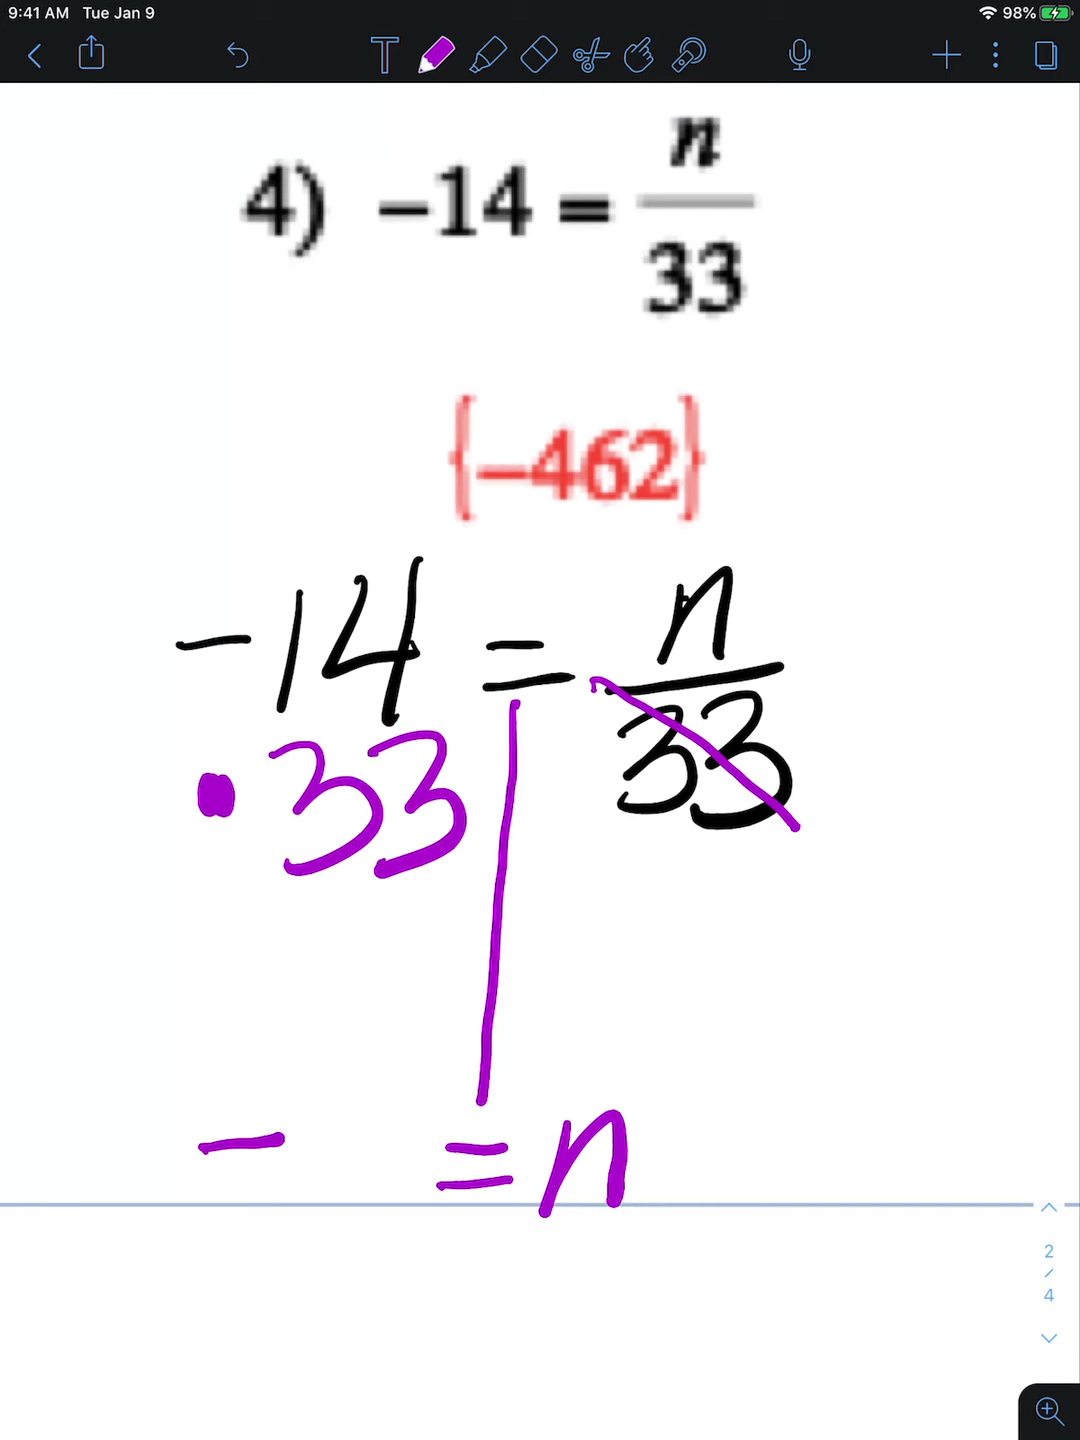 9:41 AM Tue Jan 9 98%
T
4) -14 = n/33
{-462}
-14 = n/33
·33
- = n
2
/
4